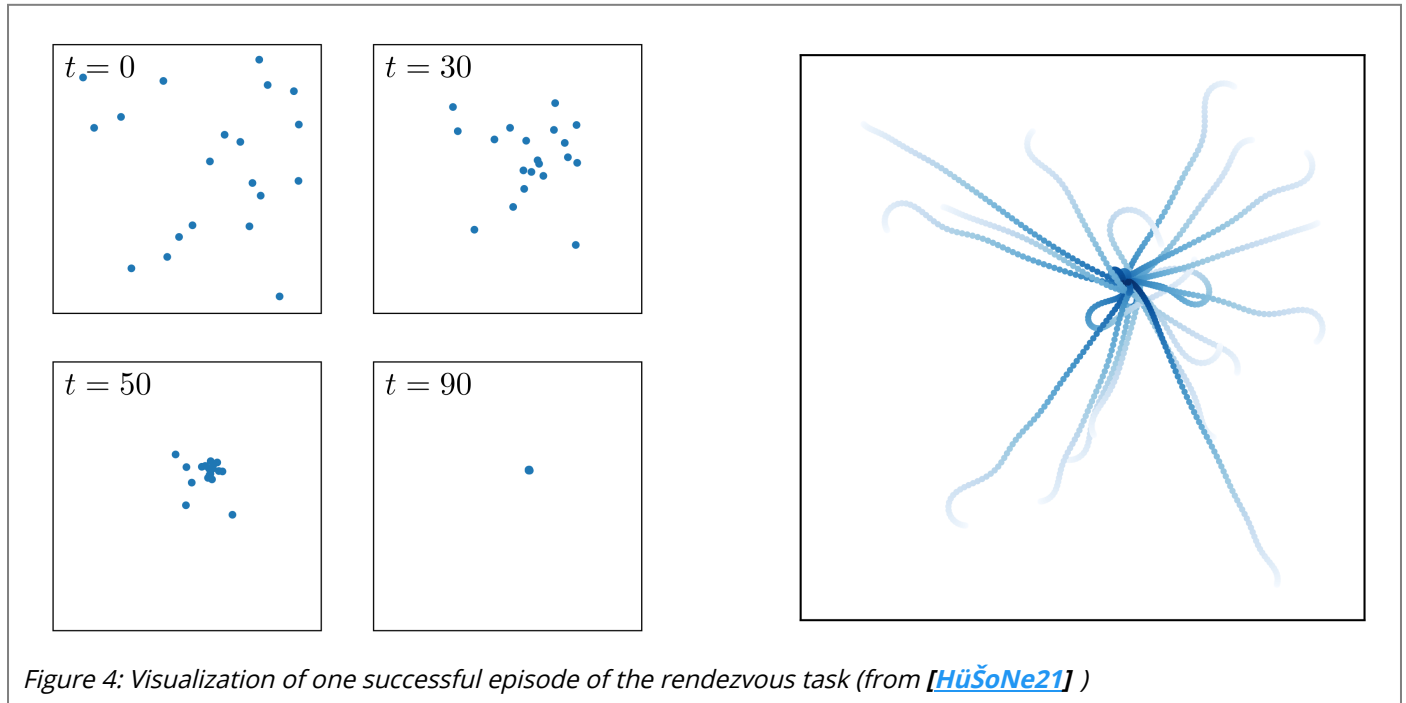 t = 0
t = 30
t = 50
t = 90
Figure 4: Visualization of one successful episode of the rendezvous task (from [HüŠoNe21] )